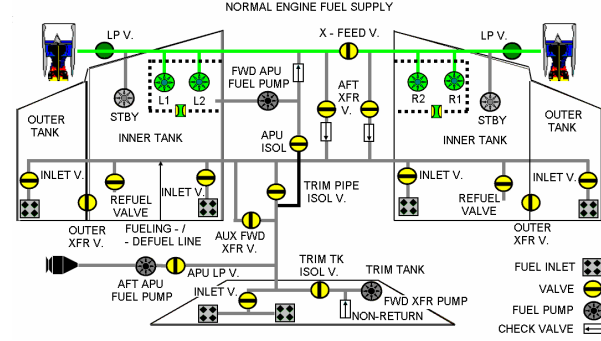 NORMAL ENGINE FUEL SUPPLY
LP V.
X - FEED V.
LP V.
FWD APU
FUEL PUMP
AFT
XFR
V.
STBY
L1
L2
R2
R1
STBY
OUTER
TANK
INNER TANK
APU
ISOL
INNER TANK
OUTER
TANK
INLET V.
REFUEL
VALVE
INLET V.
TRIM PIPE
ISOL V.
INLET V.
REFUEL
VALVE
INLET V.
OUTER
XFR V.
FUELING - /
- DEFUEL LINE
AUX FWD
XFR V.
OUTER
XFR V.
AFT APU
FUEL PUMP
APU LP V.
INLET V.
TRIM TK
ISOL V.
TRIM TANK
FWD XFR PUMP
NON-RETURN
FUEL INLET
VALVE
FUEL PUMP
CHECK VALVE